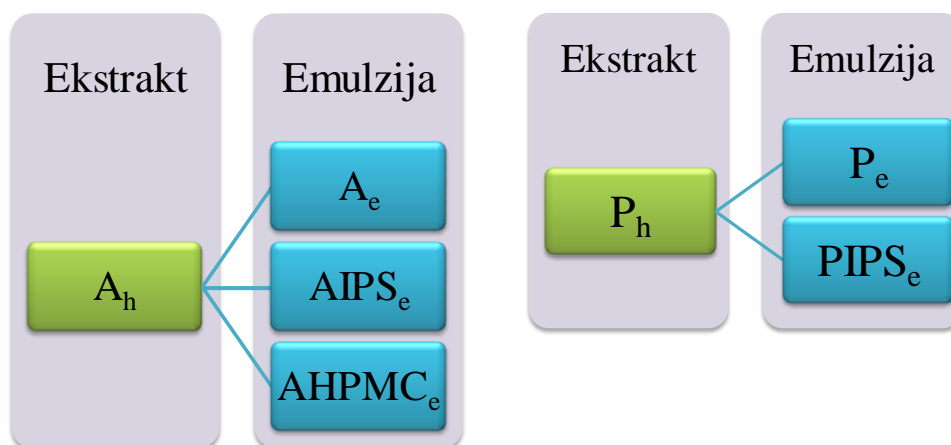 Ekstrakt
Emulzija
A_h
A_e
AIPS_e
AHPMC_e
Ekstrakt
Emulzija
P_h
P_e
PIPS_e